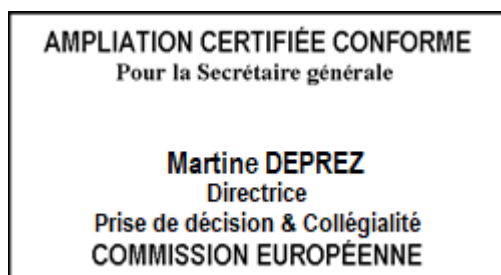 AMPLIATION CERTIFIÉE CONFORME
Pour la Secrétaire générale
Martine DEPREZ
Directrice
Prise de décision & Collégialité
COMMISSION EUROPÉENNE